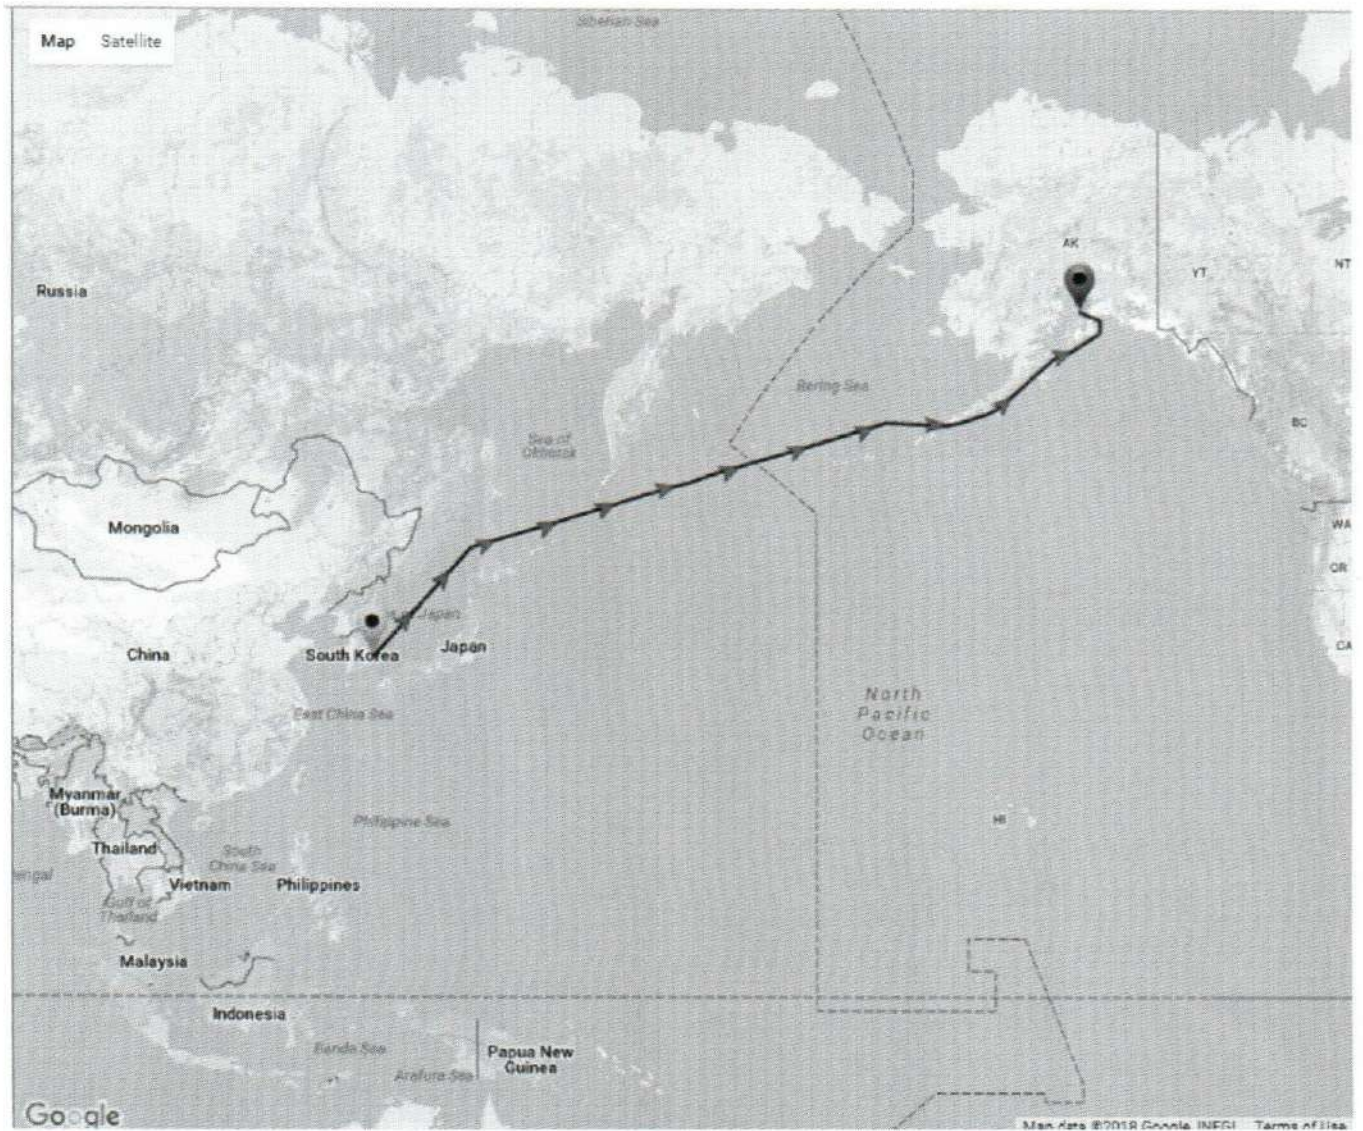 Siberian Sea
Map Satellite
AK
NT
YT
Russia
Bering Sea
BC
Sea of
Okhotsk
Mongolia
WA
OR
Japan
CA
China
South Korea
Japan
North
Pacific
Ocean
East China Sea
Myanmar
(Burma)
HI
Philippine Sea
Thailand
South
China Sea
engal
Vietnam
Philippines
Gulf of
Thailand
Malaysia
Indonesia
Banda Sea
Papua New
Guinea
Arafura Sea
Google
Map data ©2018 Google, INEGI Terms of Use